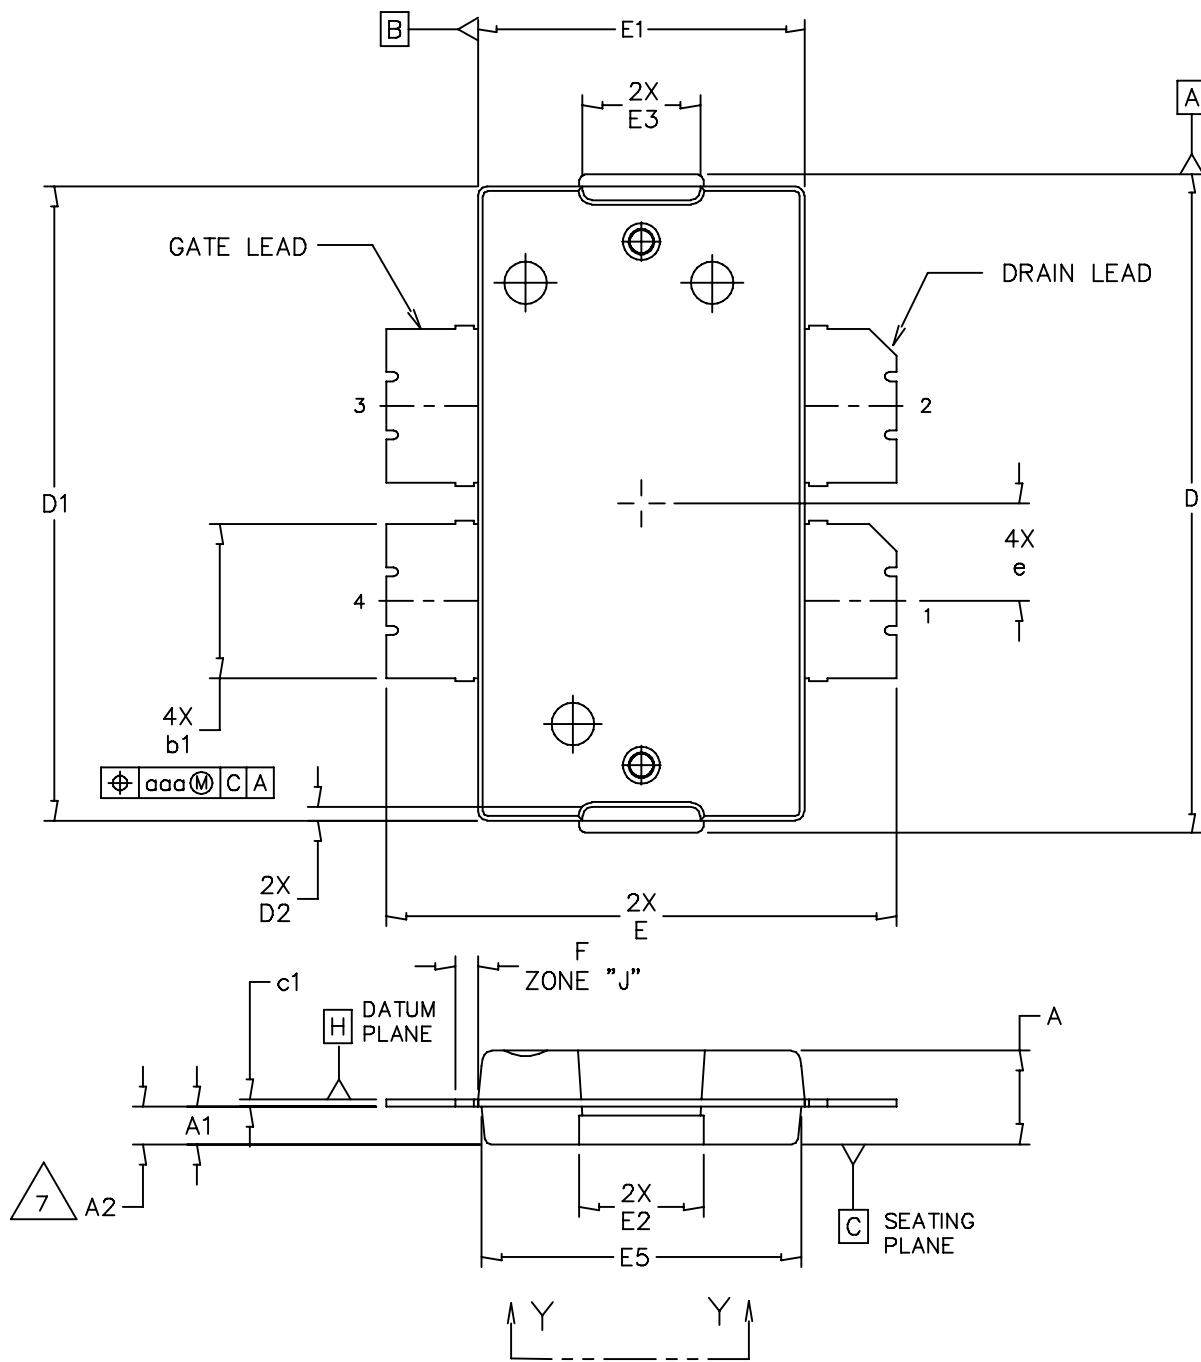 B
E1
2X
E3
A
GATE LEAD
DRAIN LEAD
3
2
D1
D
4X
e
4
1
4X
b1
⌖ aaa Ⓜ C A
2X
D2
2X
E
F
ZONE "J"
c1
H
DATUM
PLANE
A
A1
7
A2
2X
E2
C
SEATING
PLANE
E5
Y
Y